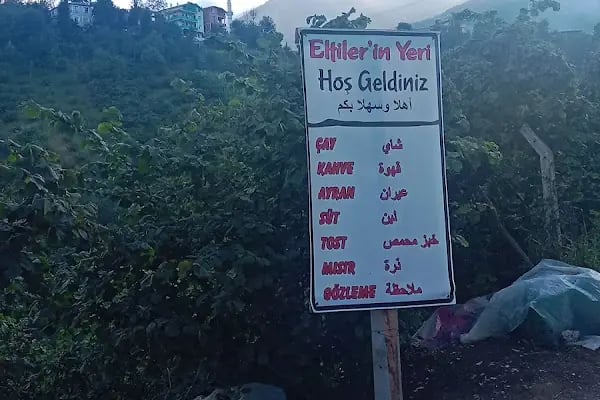 Eltiler'in Yeri
Hoş Geldiniz
أهلا وسهلا بكم
ÇAY شاي
KAHVE قهوة
AYRAN عيران
SÜT لبن
TOST خبز محمص
MISIR ذرة
GÖZLEME ملاحظة